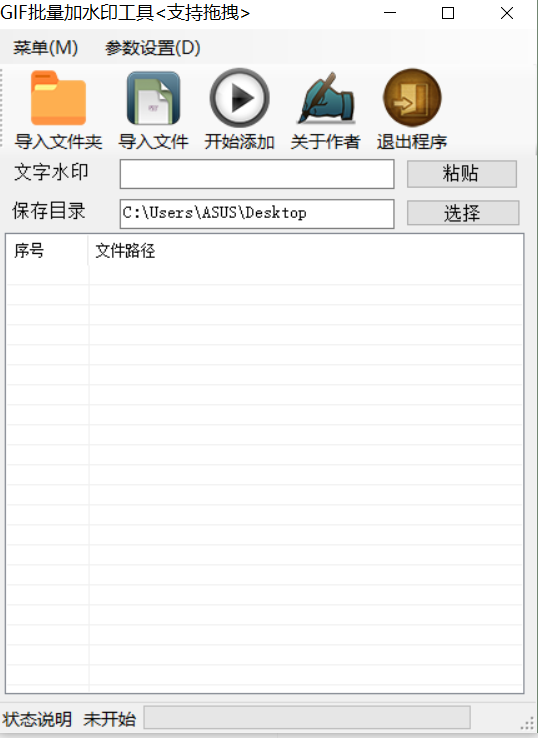 GIF批量加水印工具<支持拖拽>
菜单(M) 参数设置(D)
导入文件夹 导入文件 开始添加 关于作者 退出程序
文字水印 粘贴
保存目录 C:\Users\ASUS\Desktop 选择
序号 文件路径
状态说明 未开始